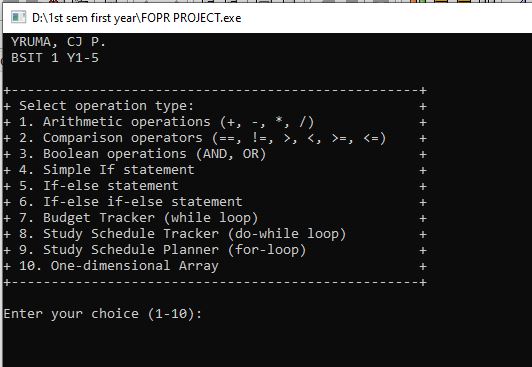 D:\1st sem first year\FOPR PROJECT.exe
YRUMA, CJ P.
BSIT 1 Y1-5
+---------------------------------------------------+
+ Select operation type: +
+ 1. Arithmetic operations (+, -, *, /) +
+ 2. Comparison operators (==, !=, >, <, >=, <=) +
+ 3. Boolean operations (AND, OR) +
+ 4. Simple If statement +
+ 5. If-else statement +
+ 6. If-else if-else statement +
+ 7. Budget Tracker (while loop) +
+ 8. Study Schedule Tracker (do-while loop) +
+ 9. Study Schedule Planner (for-loop) +
+ 10. One-dimensional Array +
+---------------------------------------------------+
Enter your choice (1-10):